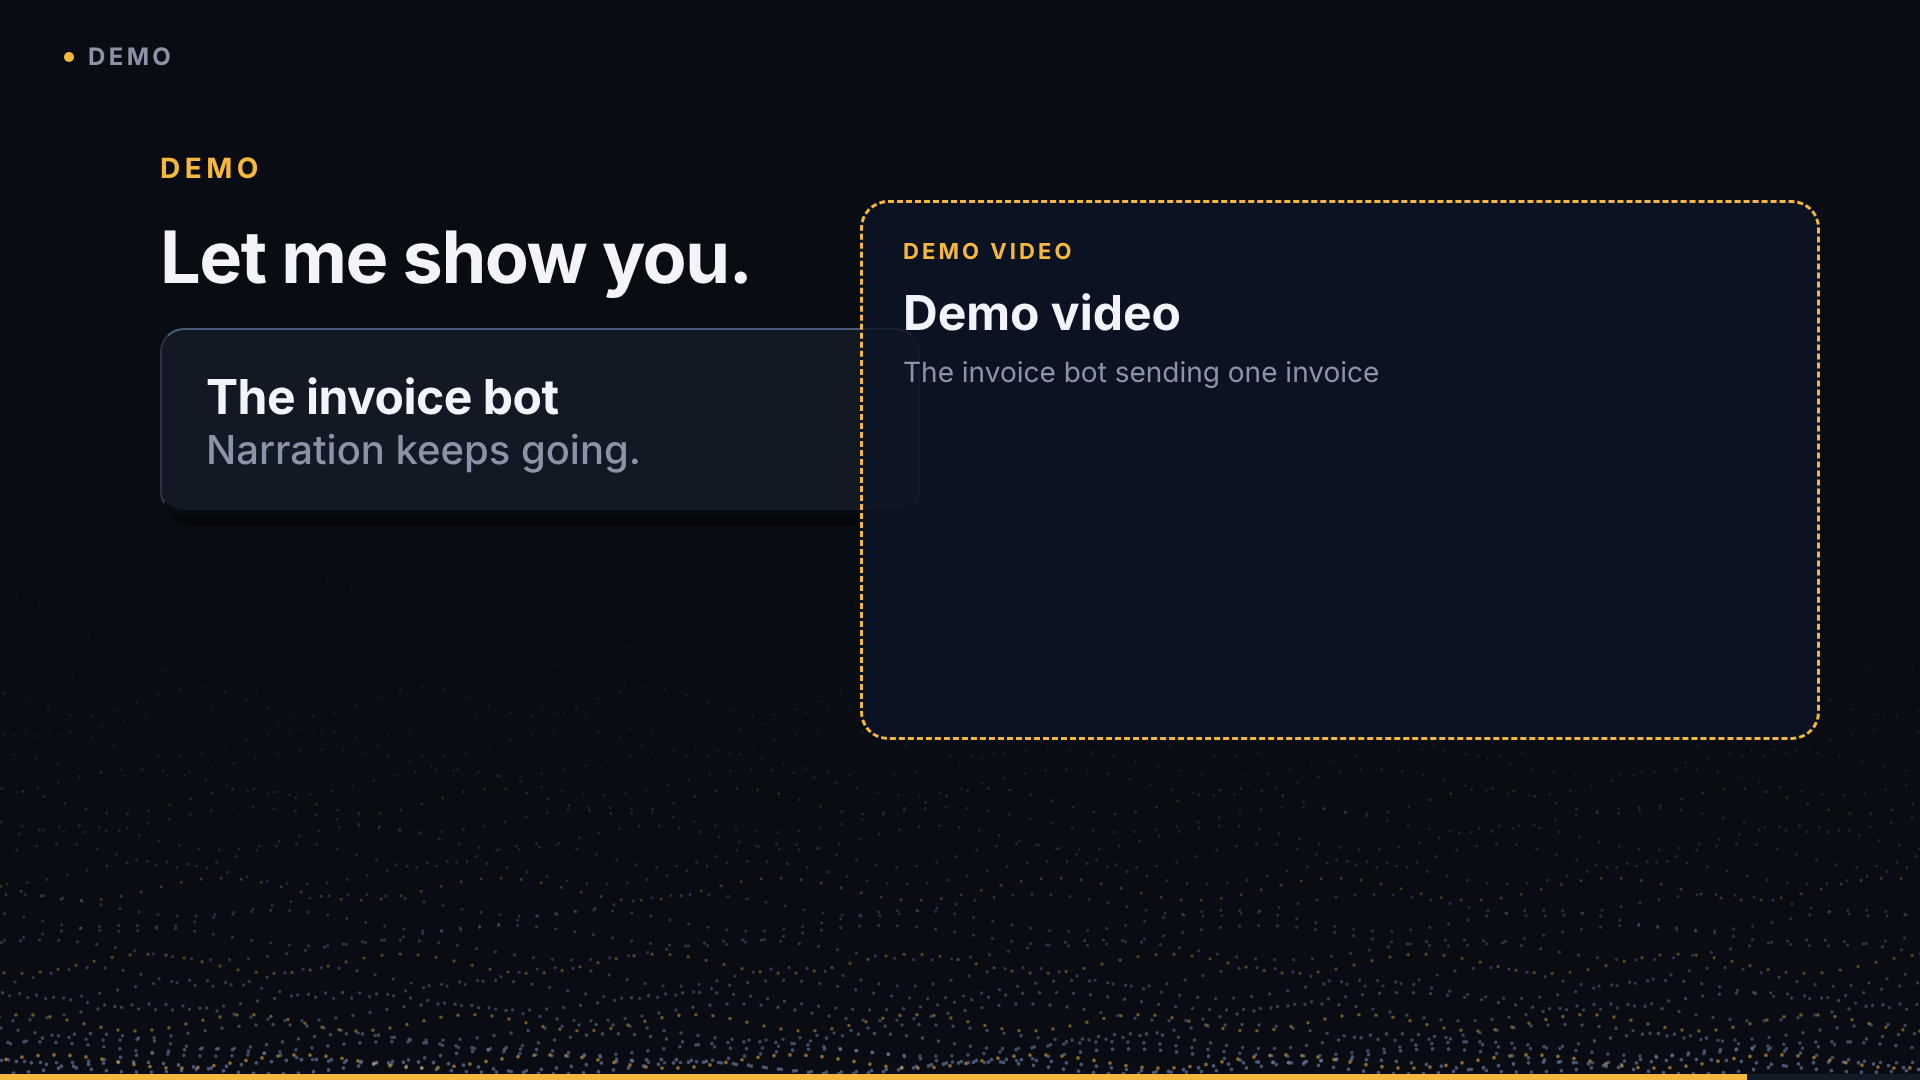 DEMO
DEMO
Let me show you.
The invoice bot
Narration keeps going.
DEMO VIDEO
Demo video
The invoice bot sending one invoice